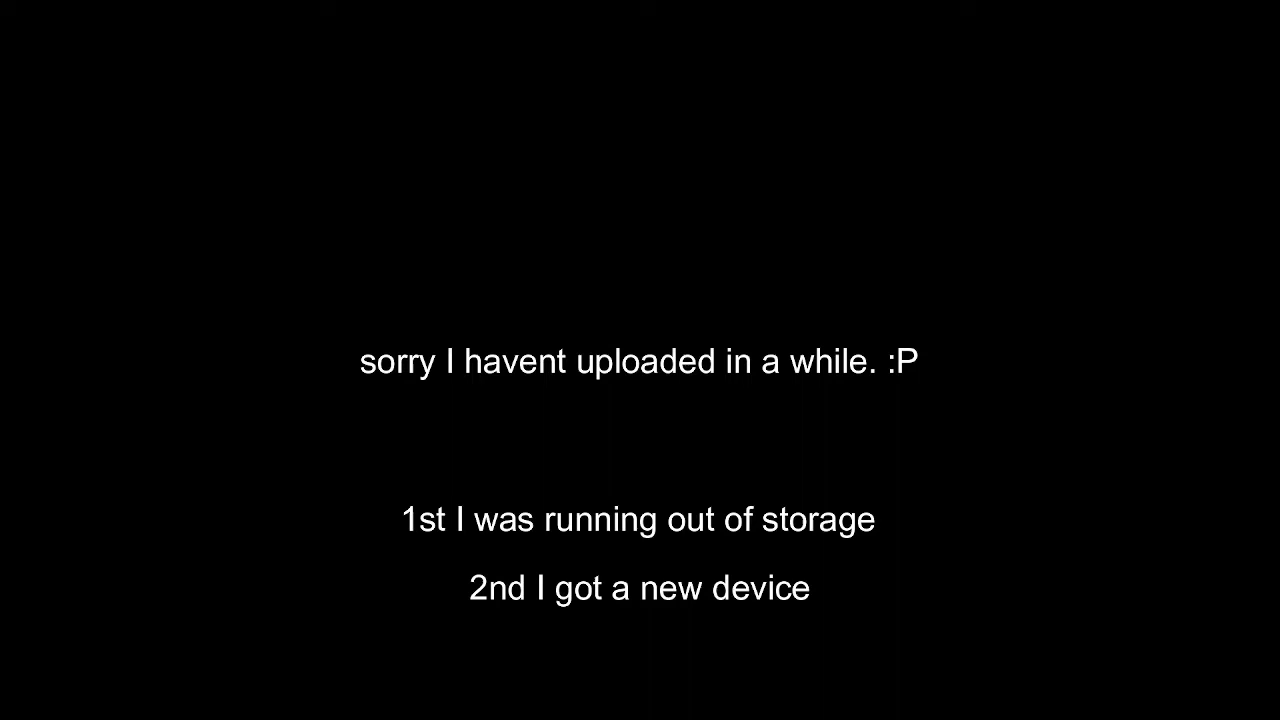 sorry I havent uploaded in a while. :P
1st I was running out of storage
2nd I got a new device